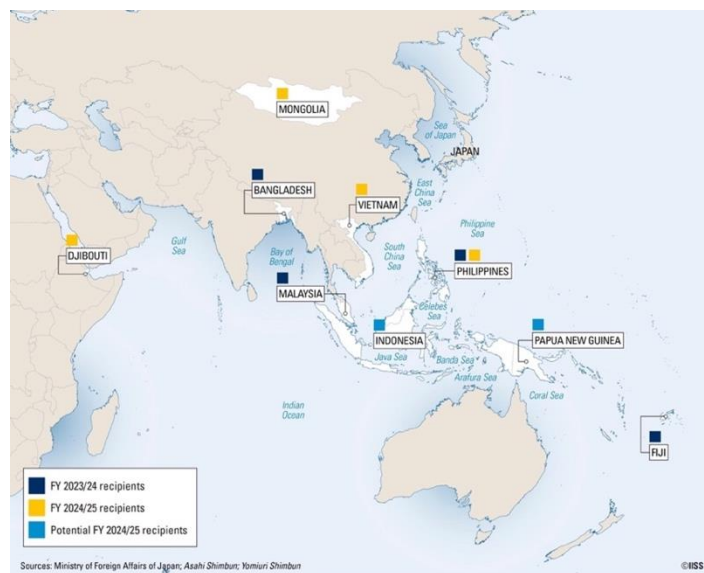 MONGOLIA
Sea
of Japan
JAPAN
BANGLADESH
VIETNAM
East
China
Sea
Philippine
Sea
Gulf
Sea
DJIBOUTI
Bay of
Bengal
South
China
Sea
PHILIPPINES
MALAYSIA
Celebes
Sea
INDONESIA
PAPUA NEW GUINEA
Java Sea
Banda Sea
Arafura Sea
Coral Sea
Indian
Ocean
FIJI
FY 2023/24 recipients
FY 2024/25 recipients
Potential FY 2024/25 recipients
Sources: Ministry of Foreign Affairs of Japan; Asahi Shimbun; Yomiuri Shimbun
©IISS